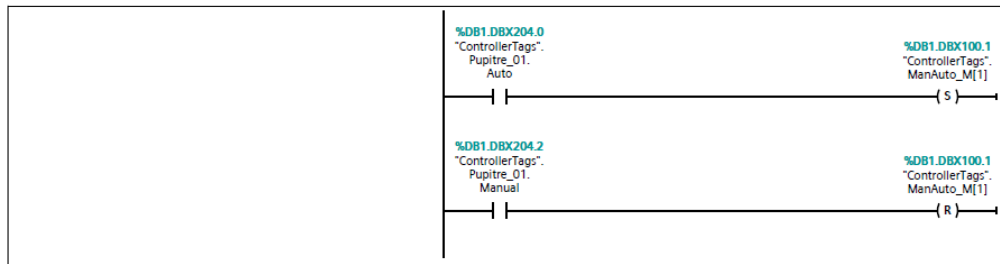 %DB1.DBX204.0
"ControllerTags".
Pupitre_01.
Auto
%DB1.DBX100.1
"ControllerTags".
ManAuto_M[1]
S
%DB1.DBX204.2
"ControllerTags".
Pupitre_01.
Manual
%DB1.DBX100.1
"ControllerTags".
ManAuto_M[1]
R